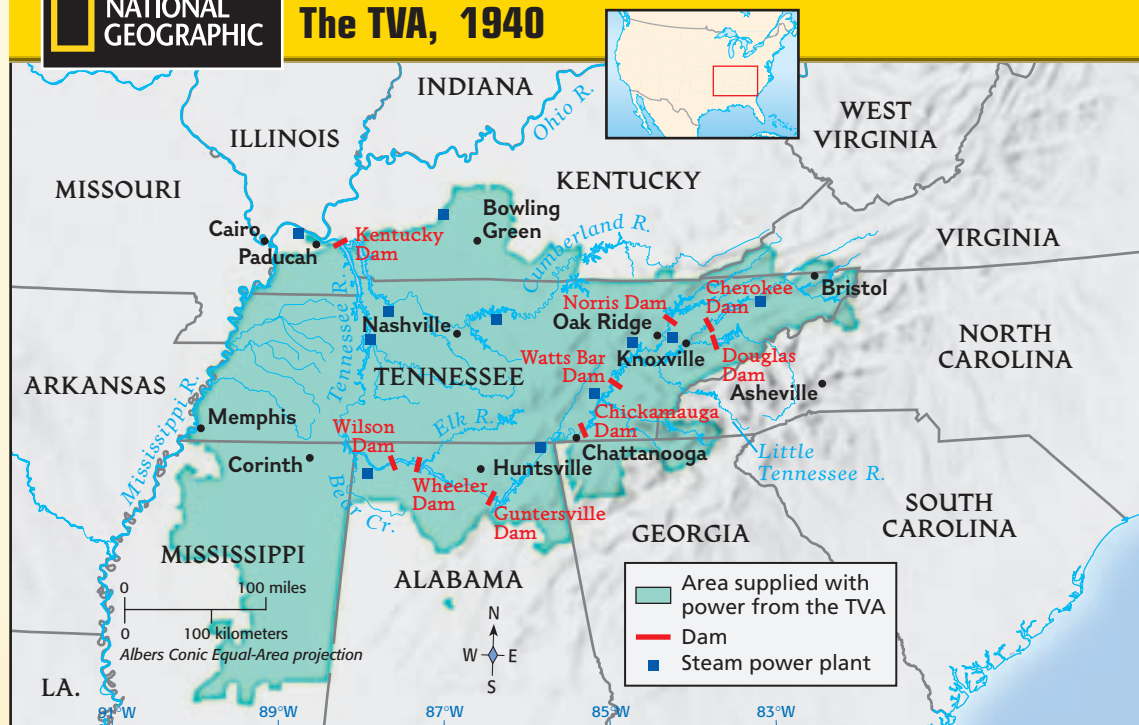 NATIONAL
GEOGRAPHIC
The TVA, 1940
INDIANA
Ohio R.
WEST
VIRGINIA
ILLINOIS
MISSOURI
KENTUCKY
Bowling
Green
Cairo
Paducah
Kentucky
Dam
Cumberland R.
VIRGINIA
Cherokee
Dam
Bristol
Norris Dam
Oak Ridge
Nashville
Tennessee R.
Knoxville
NORTH
CAROLINA
Watts Bar
Dam
Douglas
Dam
TENNESSEE
Asheville
ARKANSAS
Mississippi R.
Memphis
Chickamauga
Dam
Elk R.
Wilson
Dam
Chattanooga
Little
Tennessee R.
Corinth
Huntsville
Wheeler
Dam
Bear Cr.
Guntersville
Dam
SOUTH
CAROLINA
GEORGIA
MISSISSIPPI
ALABAMA
0 100 miles
0 100 kilometers
Albers Conic Equal-Area projection
N
W E
S
Area supplied with
power from the TVA
Dam
Steam power plant
LA.
91°W 89°W 87°W 85°W 83°W